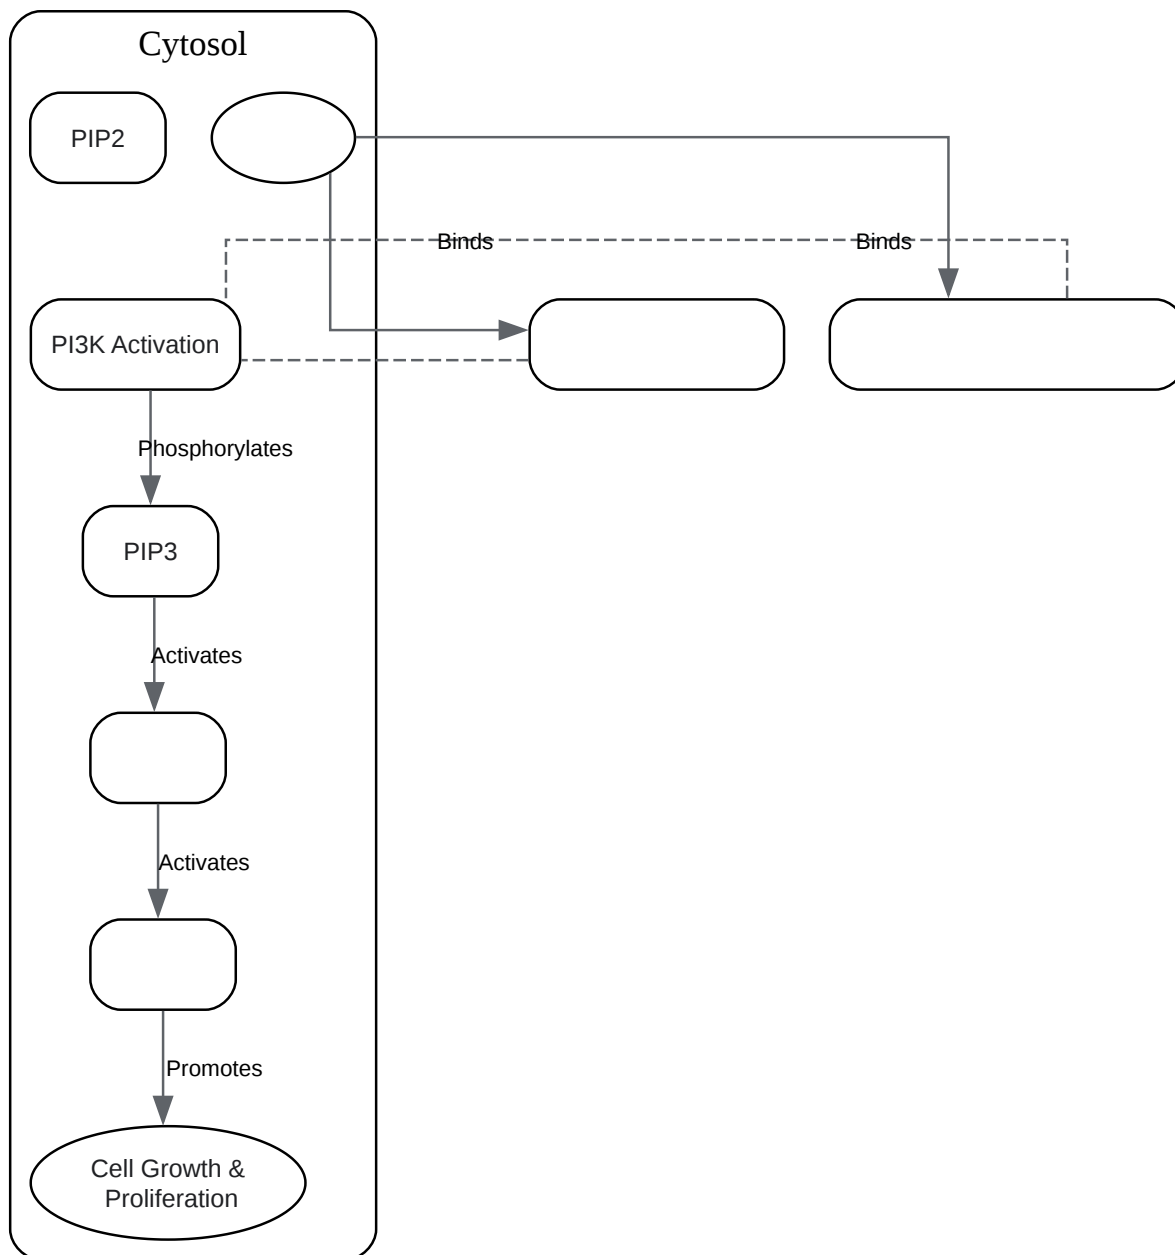 Cytosol
PIP2
Binds
Binds
PI3K Activation
Phosphorylates
PIP3
Activates
Activates
Promotes
Cell Growth &
Proliferation